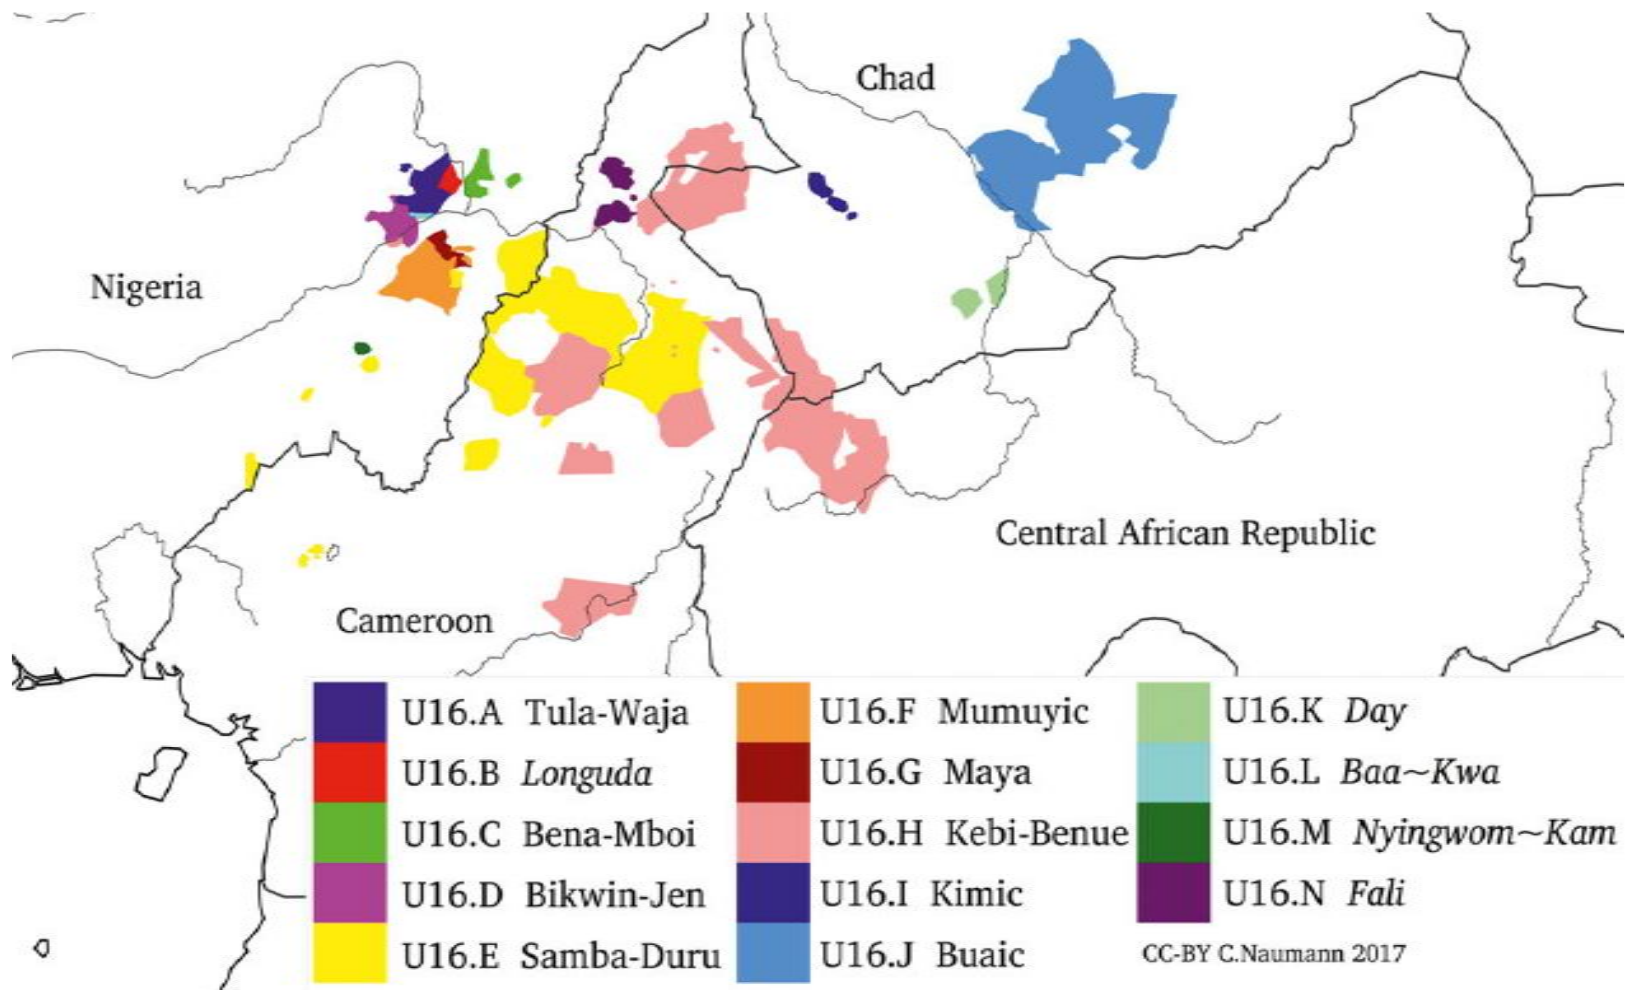 Chad
Nigeria
Central African Republic
Cameroon
U16.A Tula-Waja
U16.B Longuda
U16.C Bena-Mboi
U16.D Bikwin-Jen
U16.E Samba-Duru
U16.F Mumuyic
U16.G Maya
U16.H Kebi-Benue
U16.I Kimic
U16.J Buaic
U16.K Day
U16.L Baa~Kwa
U16.M Nyingwom~Kam
U16.N Fali
CC-BY C.Naumann 2017